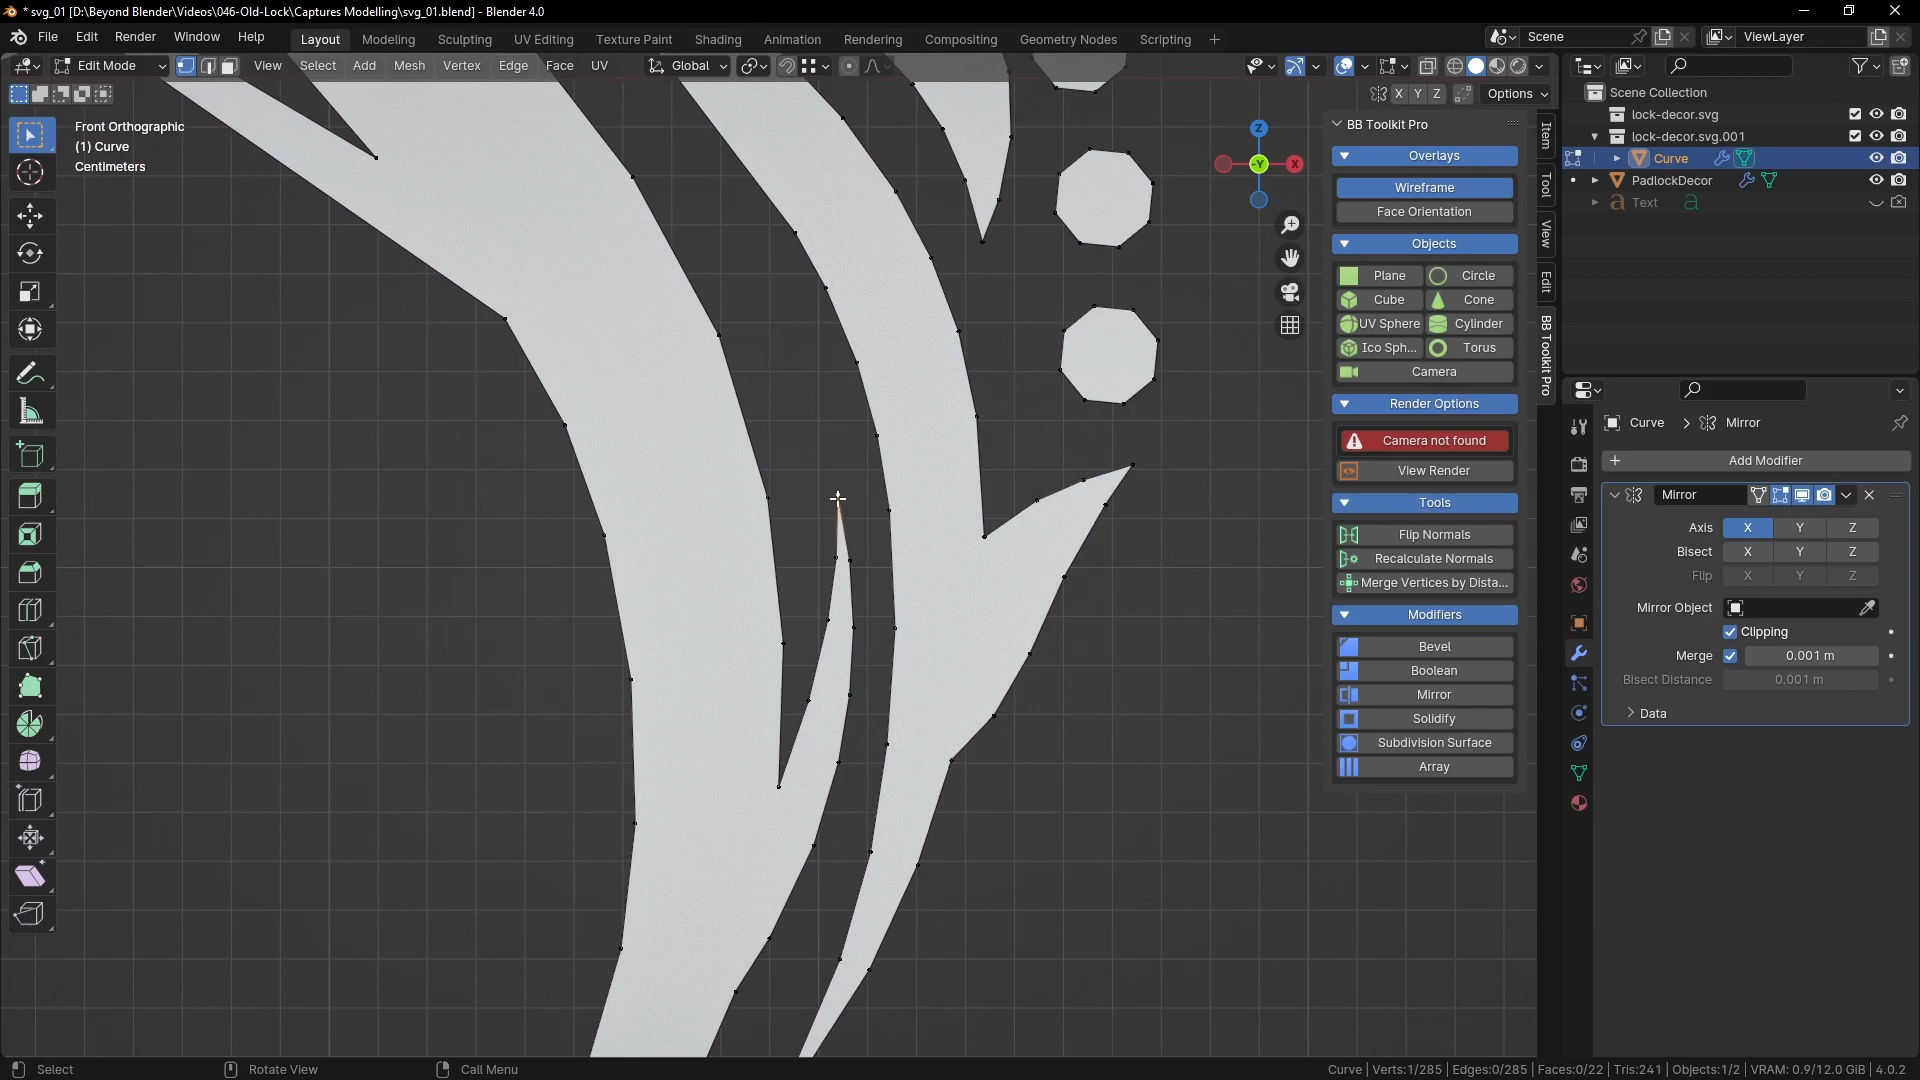 * svg_01 [D:\Beyond Blender\Videos\046-Old-Lock\Captures Modelling\svg_01.blend] - Blender 4.0
File Edit Render Window Help Layout Modeling Sculpting UV Editing Texture Paint Shading Animation Rendering Compositing Geometry Nodes Scripting + Scene ViewLayer
Edit Mode View Select Add Mesh Vertex Edge Face UV Global
X Y Z Options
Front Orthographic
(1) Curve
Centimeters
Z
-Y X
BB Toolkit Pro
Overlays
Wireframe
Face Orientation
Objects
Plane Circle
Cube Cone
UV Sphere Cylinder
Ico Sph... Torus
Camera
Render Options
Camera not found
View Render
Tools
Flip Normals
Recalculate Normals
Merge Vertices by Dista...
Modifiers
Bevel
Boolean
Mirror
Solidify
Subdivision Surface
Array
Item
Tool
View
Edit
BB Toolkit Pro
Scene Collection
lock-decor.svg
lock-decor.svg.001
Curve
PadlockDecor
Text
Curve > Mirror
+ Add Modifier
Mirror
Axis X Y Z
Bisect X Y Z
Flip X Y Z
Mirror Object
Clipping
Merge 0.001 m
Bisect Distance 0.001 m
Data
Select Rotate View Call Menu Curve | Verts:1/285 | Edges:0/285 | Faces:0/22 | Tris:241 | Objects:1/2 | VRAM: 0.9/12.0 GiB | 4.0.2